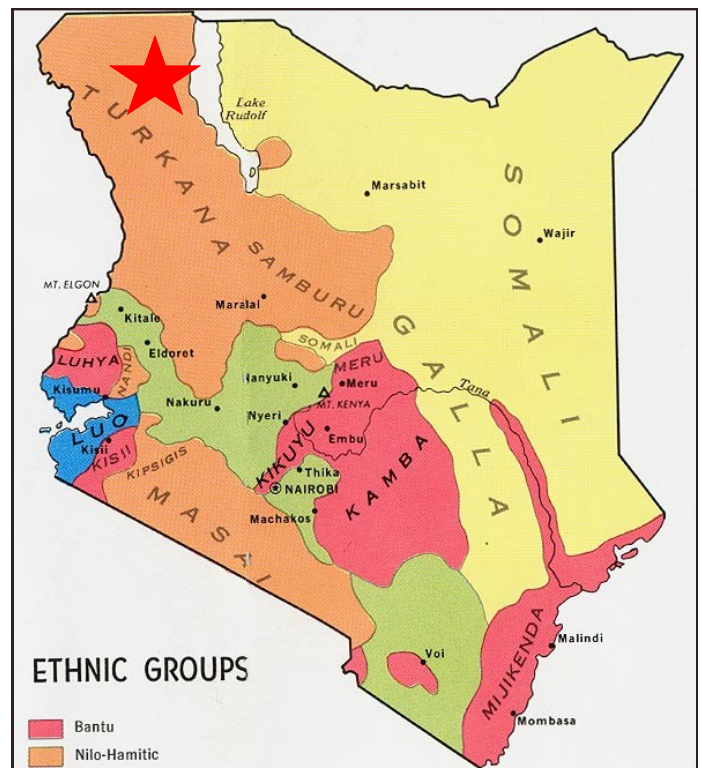 Lake
Rudolf
TURKANA
Marsabit
SOMALI
Wajir
SAMBURU
MT. ELGON
Maralal
Kitale
GALLA
SOMALI
Eldoret
LUHYA
NANDI
MERU
Kisumu
Nanyuki
Meru
Tana
MT. KENYA
Nakuru
Nyeri
LUO
Embu
Kisii
KISII
KIKUYU
KAMBA
KIPSIGIS
Thika
NAIROBI
MASAI
Machakos
MIJIKENDA
Malindi
Voi
ETHNIC GROUPS
Mombasa
Bantu
Nilo-Hamitic